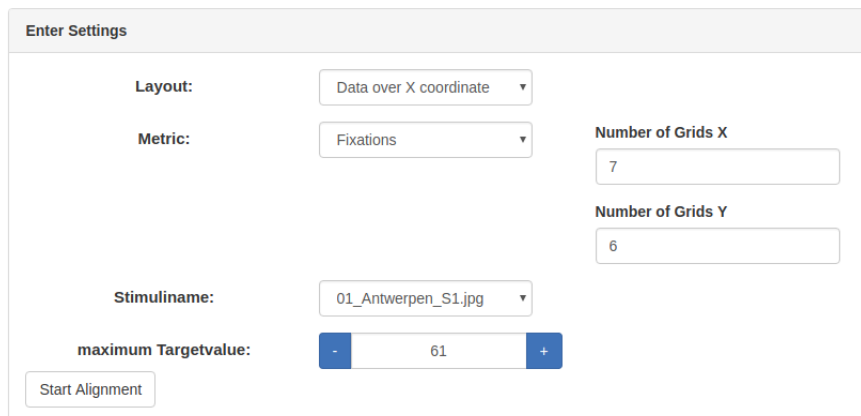 Enter Settings
Layout:
Data over X coordinate
Metric:
Fixations
Number of Grids X
7
Number of Grids Y
6
Stimuliname:
01_Antwerpen_S1.jpg
maximum Targetvalue:
- 61 +
Start Alignment